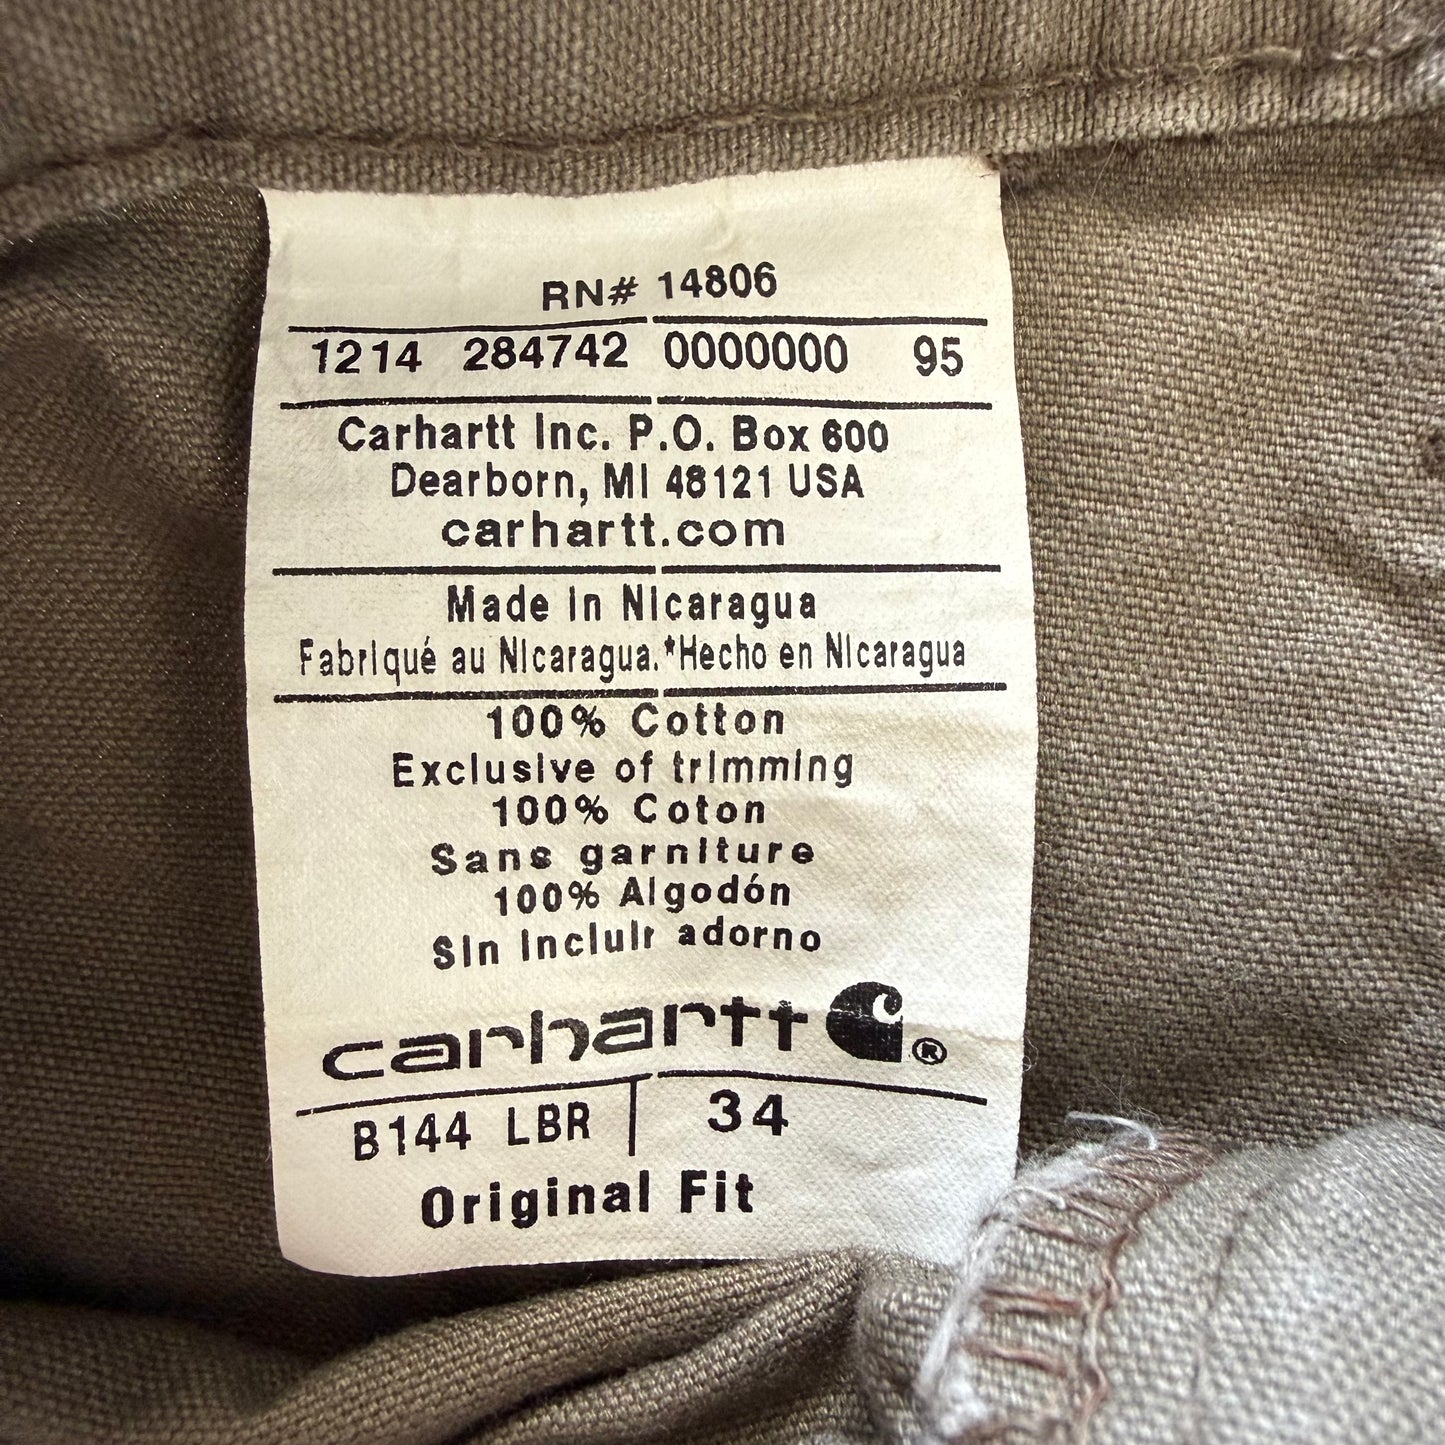 RN# 14806
1214 284742 0000000 95
Carhartt Inc. P.O. Box 600
Dearborn, MI 48121 USA
carhartt.com
Made in Nicaragua
Fabriqué au Nicaragua.*Hecho en Nicaragua
100% Cotton
Exclusive of trimming
100% Coton
Sans garniture
100% Algodón
Sin incluir adorno
carhartt ®
B144 LBR | 34
Original Fit